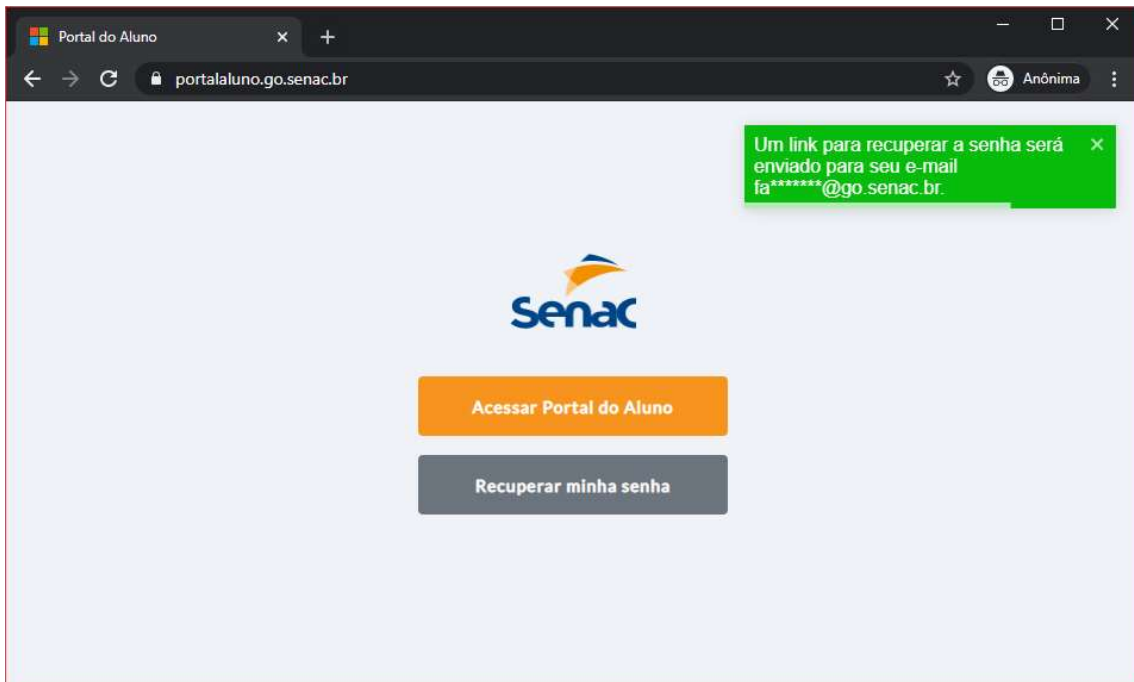 Portal do Aluno
portalaluno.go.senac.br
Anônima
Um link para recuperar a senha será
enviado para seu e-mail
fa*******@go.senac.br.
Senac
Acessar Portal do Aluno
Recuperar minha senha